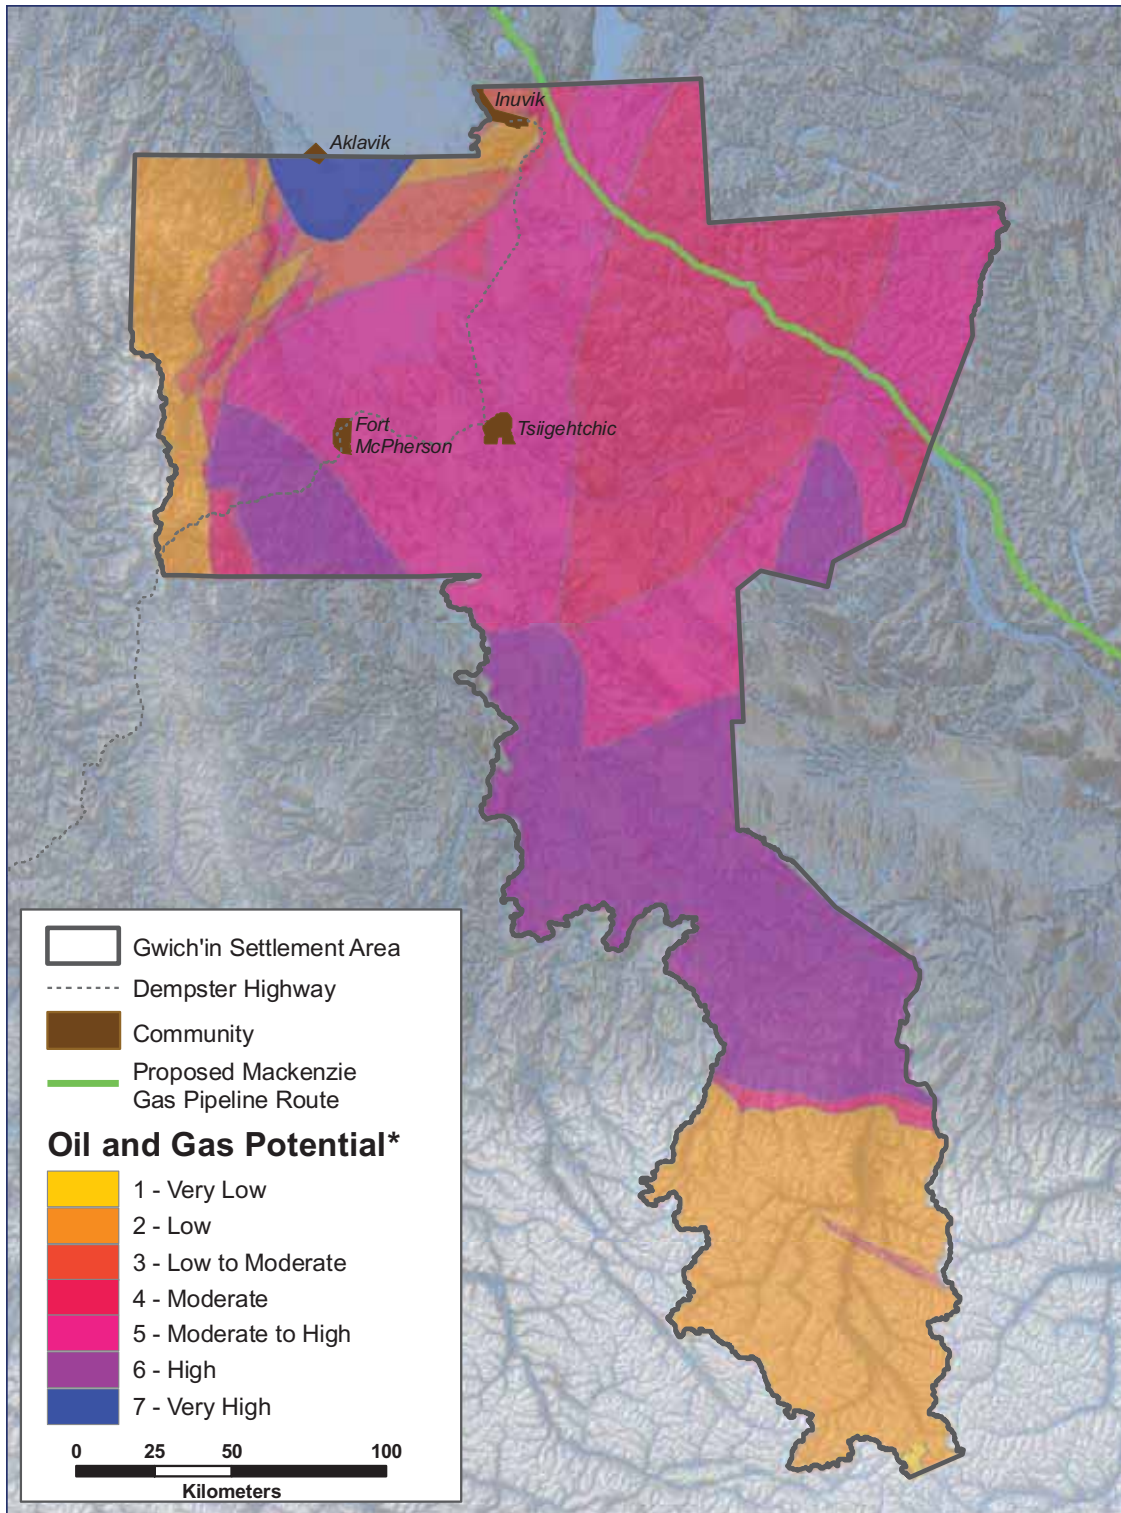 Inuvik
Aklavik
Fort
McPherson
Tsiigehtchic
Gwich'in Settlement Area
Dempster Highway
Community
Proposed Mackenzie
Gas Pipeline Route
Oil and Gas Potential*
1 - Very Low
2 - Low
3 - Low to Moderate
4 - Moderate
5 - Moderate to High
6 - High
7 - Very High
0 25 50 100
Kilometers